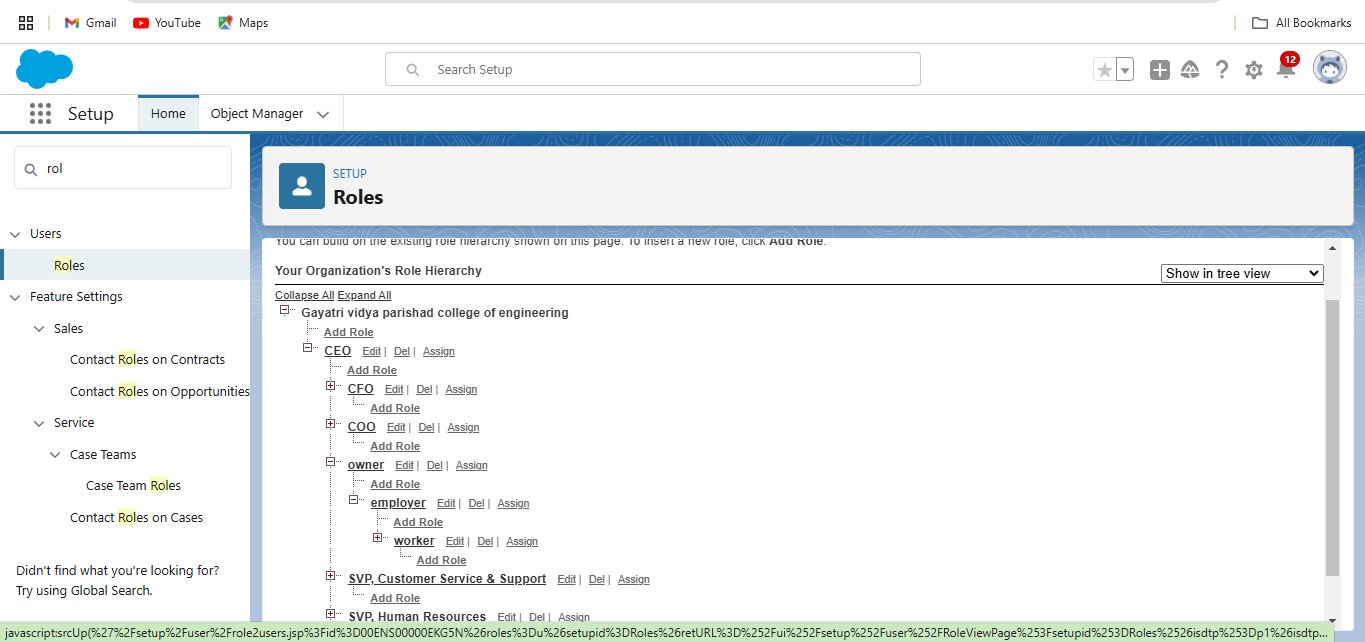 Gmail YouTube Maps All Bookmarks
Search Setup 12
Setup Home Object Manager
rol
Users
Roles
Feature Settings
Sales
Contact Roles on Contracts
Contact Roles on Opportunities
Service
Case Teams
Case Team Roles
Contact Roles on Cases
Didn't find what you're looking for?
Try using Global Search.
SETUP
Roles
You can build on the existing role hierarchy shown on this page. To insert a new role, click Add Role.
Your Organization's Role Hierarchy Show in tree view
Collapse All Expand All
Gayatri vidya parishad college of engineering
Add Role
CEO Edit | Del | Assign
Add Role
CFO Edit | Del | Assign
Add Role
COO Edit | Del | Assign
Add Role
owner Edit | Del | Assign
Add Role
employer Edit | Del | Assign
Add Role
worker Edit | Del | Assign
Add Role
SVP, Customer Service & Support Edit | Del | Assign
Add Role
SVP, Human Resources Edit | Del | Assign
javascript:srcUp(%27%2Fsetup%2Fuser%2Frole2users.jsp%3Fid%3D00ENS00000EKG5N%26roles%3Du%26setupid%3DRoles%26retURL%3D%252Fui%252Fsetup%252Fuser%252FRoleViewPage%253Fsetupid%253DRoles%2526isdtp%253Dp1%26isdtp...